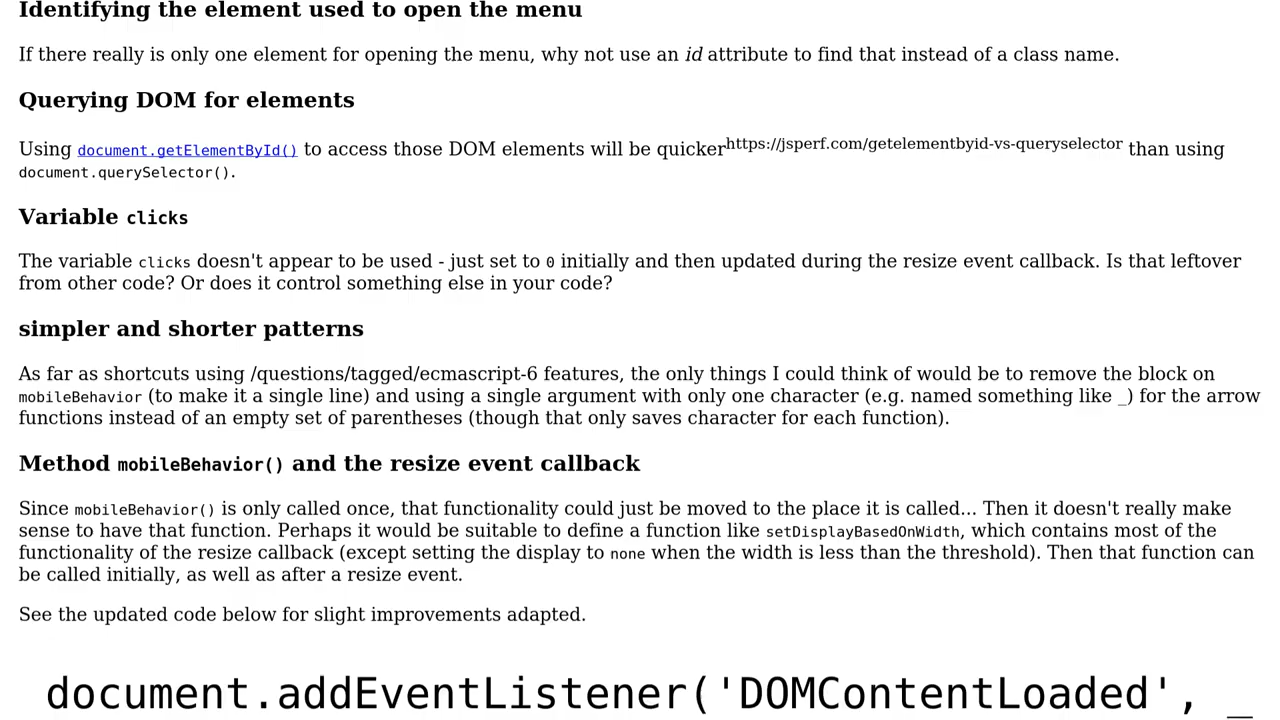 Identifying the element used to open the menu
If there really is only one element for opening the menu, why not use an id attribute to find that instead of a class name.
Querying DOM for elements
Using document.getElementById() to access those DOM elements will be quickerhttps://jsperf.com/getelementbyid-vs-queryselector than using
document.querySelector().
Variable clicks
The variable clicks doesn't appear to be used - just set to 0 initially and then updated during the resize event callback. Is that leftover
from other code? Or does it control something else in your code?
simpler and shorter patterns
As far as shortcuts using /questions/tagged/ecmascript-6 features, the only things I could think of would be to remove the block on
mobileBehavior (to make it a single line) and using a single argument with only one character (e.g. named something like _) for the arrow
functions instead of an empty set of parentheses (though that only saves character for each function).
Method mobileBehavior() and the resize event callback
Since mobileBehavior() is only called once, that functionality could just be moved to the place it is called... Then it doesn't really make
sense to have that function. Perhaps it would be suitable to define a function like setDisplayBasedOnWidth, which contains most of the
functionality of the resize callback (except setting the display to none when the width is less than the threshold). Then that function can
be called initially, as well as after a resize event.
See the updated code below for slight improvements adapted.
document.addEventListener('DOMContentLoaded', _